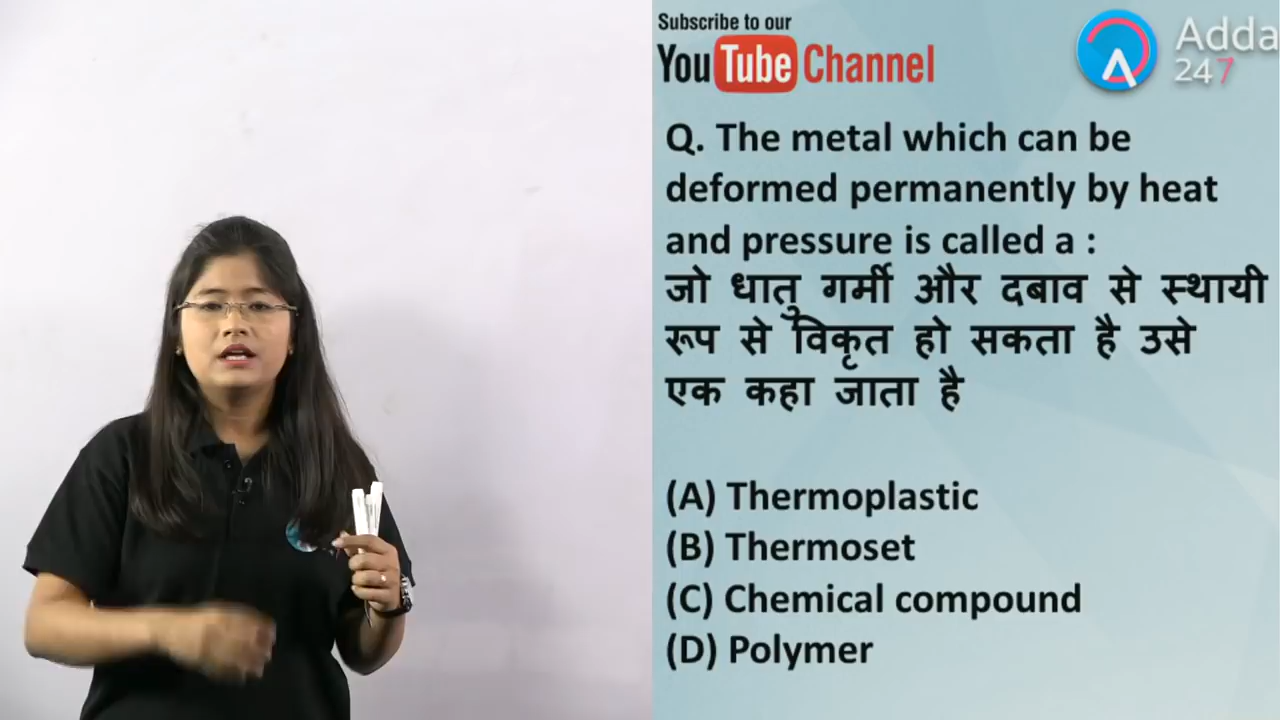 Subscribe to our
YouTube Channel
Adda
247
Q. The metal which can be
deformed permanently by heat
and pressure is called a :
जो धातु गर्मी और दबाव से स्थायी
रूप से विकृत हो सकता है उसे
एक कहा जाता है
(A) Thermoplastic
(B) Thermoset
(C) Chemical compound
(D) Polymer